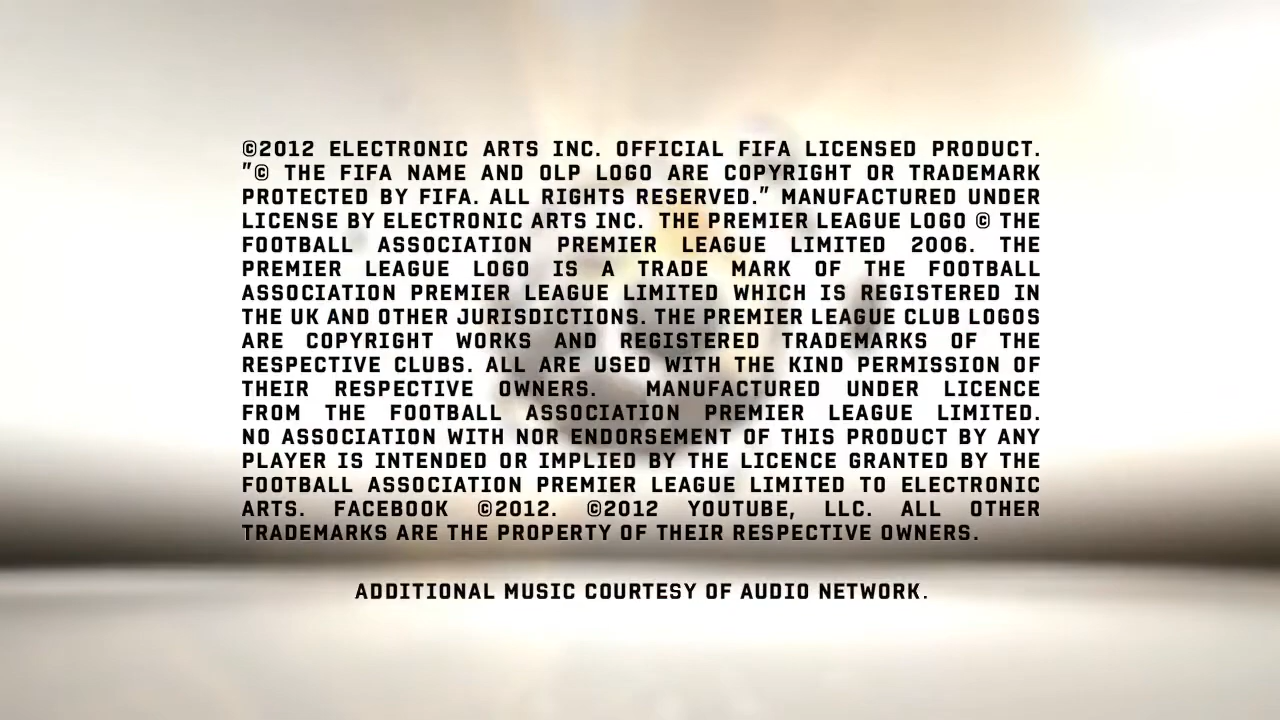 ©2012 ELECTRONIC ARTS INC. OFFICIAL FIFA LICENSED PRODUCT.
"© THE FIFA NAME AND OLP LOGO ARE COPYRIGHT OR TRADEMARK
PROTECTED BY FIFA. ALL RIGHTS RESERVED." MANUFACTURED UNDER
LICENSE BY ELECTRONIC ARTS INC. THE PREMIER LEAGUE LOGO © THE
FOOTBALL ASSOCIATION PREMIER LEAGUE LIMITED 2006. THE
PREMIER LEAGUE LOGO IS A TRADE MARK OF THE FOOTBALL
ASSOCIATION PREMIER LEAGUE LIMITED WHICH IS REGISTERED IN
THE UK AND OTHER JURISDICTIONS. THE PREMIER LEAGUE CLUB LOGOS
ARE COPYRIGHT WORKS AND REGISTERED TRADEMARKS OF THE
RESPECTIVE CLUBS. ALL ARE USED WITH THE KIND PERMISSION OF
THEIR RESPECTIVE OWNERS. MANUFACTURED UNDER LICENCE
FROM THE FOOTBALL ASSOCIATION PREMIER LEAGUE LIMITED.
NO ASSOCIATION WITH NOR ENDORSEMENT OF THIS PRODUCT BY ANY
PLAYER IS INTENDED OR IMPLIED BY THE LICENCE GRANTED BY THE
FOOTBALL ASSOCIATION PREMIER LEAGUE LIMITED TO ELECTRONIC
ARTS. FACEBOOK ©2012. ©2012 YOUTUBE, LLC. ALL OTHER
TRADEMARKS ARE THE PROPERTY OF THEIR RESPECTIVE OWNERS.
ADDITIONAL MUSIC COURTESY OF AUDIO NETWORK.